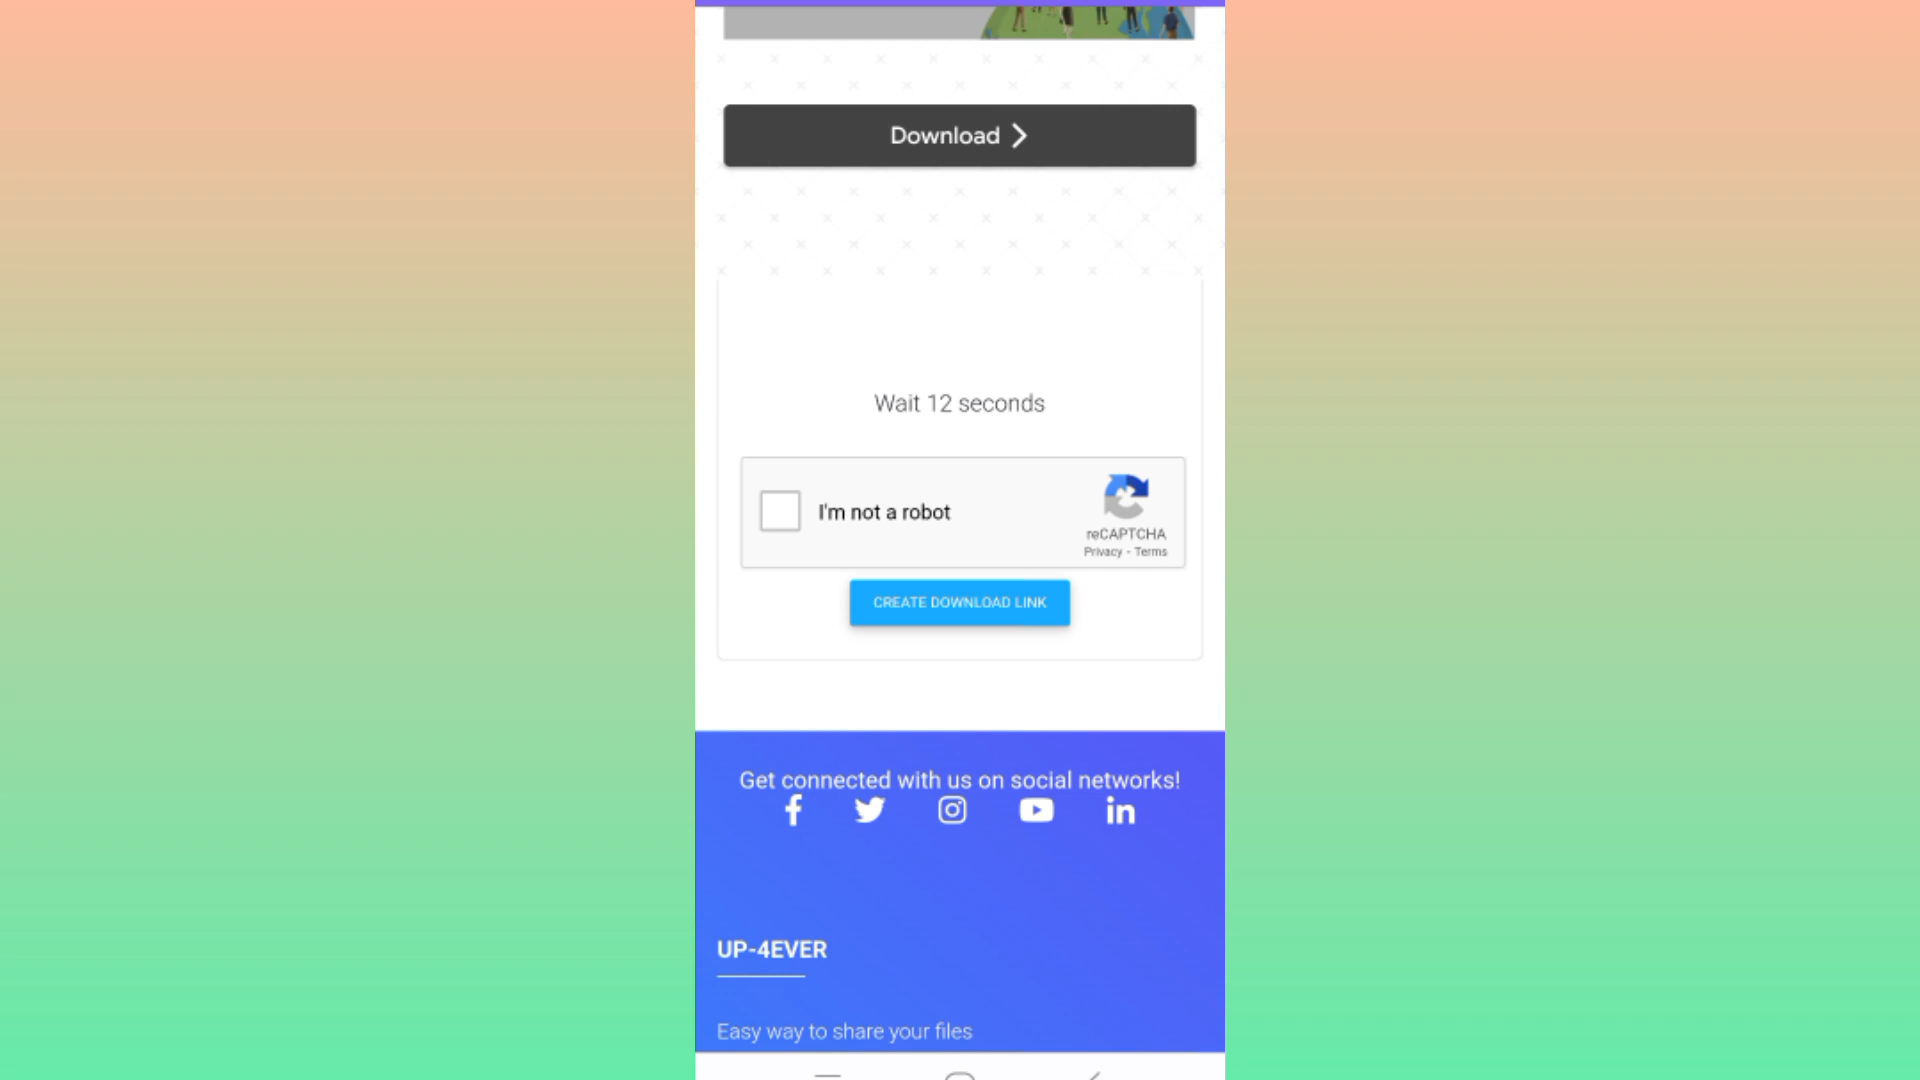 Download
Wait 12 seconds
I'm not a robot
reCAPTCHA
Privacy - Terms
CREATE DOWNLOAD LINK
Get connected with us on social networks!
UP-4EVER
Easy way to share your files